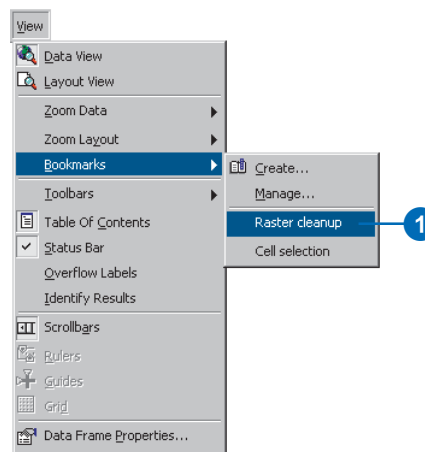 View
Data View
Layout View
Zoom Data
Zoom Layout
Bookmarks
Create...
Manage...
Toolbars
Raster cleanup
1
Table Of Contents
Status Bar
Cell selection
Overflow Labels
Identify Results
Scrollbars
Rulers
Guides
Grid
Data Frame Properties...